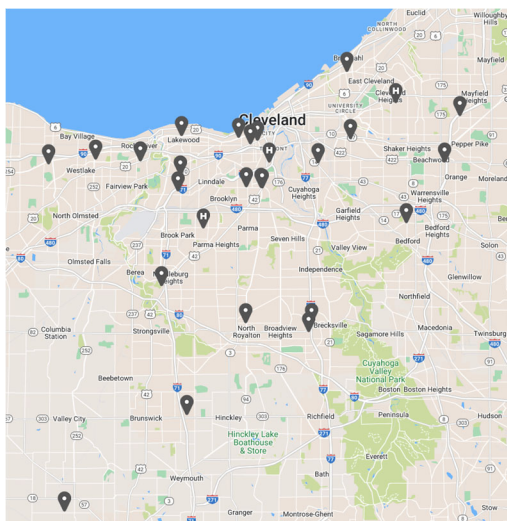 Euclid
Willoughby
Hills
NORTH
COLLINWOOD
East Cleveland
Mayfield
Cleveland
Heights
Mayfield
Heights
UNIVERSITY
CIRCLE
Cleveland
Bay Village
Lakewood
Westlake
Fairview Park
Linndale
Brooklyn
Shaker Heights
Pepper Pike
Beachwood
Orange
Moreland
Cuyahoga
Heights
Warrensville
Heights
Garfield
Heights
North Olmsted
Brook Park
Parma
Parma Heights
Seven Hills
Valley View
Bedford
Bedford
Heights
Solon
Olmsted Falls
Berea
Heights
Independence
Glenwillow
Northfield
Columbia
Station
Strongsville
North
Royalton
Broadview
Heights
Brecksville
Sagamore Hills
Macedonia
Twinsburg
Cuyahoga
Valley
National Park
Beebetown
Boston
Boston Heights
Valley City
Brunswick
Hinckley
Richfield
Peninsula
Hudson
Hinckley Lake
Boathouse
& Store
Everett
Weymouth
Bath
Stow
Granger
Montrose-Ghent